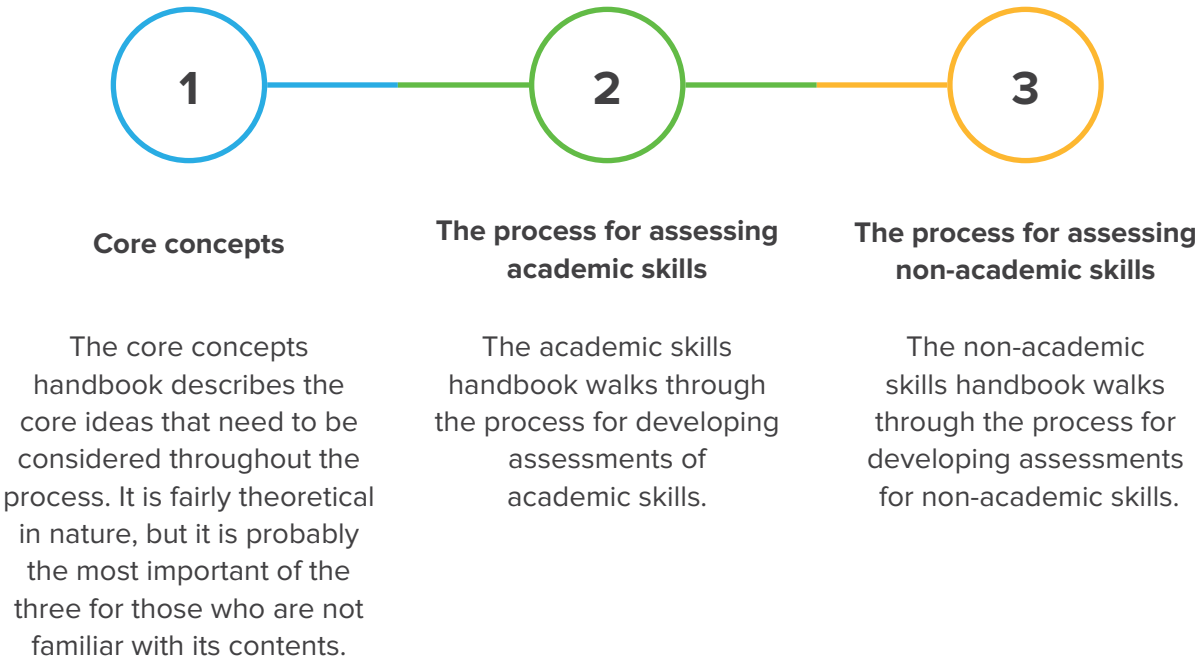 1
2
3
Core concepts
The process for assessing
academic skills
The process for assessing
non-academic skills
The core concepts
handbook describes the
core ideas that need to be
considered throughout the
process. It is fairly theoretical
in nature, but it is probably
the most important of the
three for those who are not
familiar with its contents.
The academic skills
handbook walks through
the process for developing
assessments of
academic skills.
The non-academic
skills handbook walks
through the process for
developing assessments
for non-academic skills.